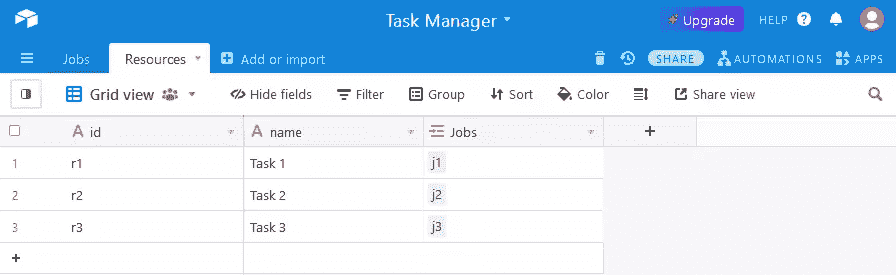 Task Manager
Upgrade
HELP ?
Jobs
Resources
Add or import
SHARE
AUTOMATIONS
APPS
Grid view
Hide fields
Filter
Group
Sort
Color
Share view
A id
A name
Jobs
+
1 r1 Task 1 j1
2 r2 Task 2 j2
3 r3 Task 3 j3
+